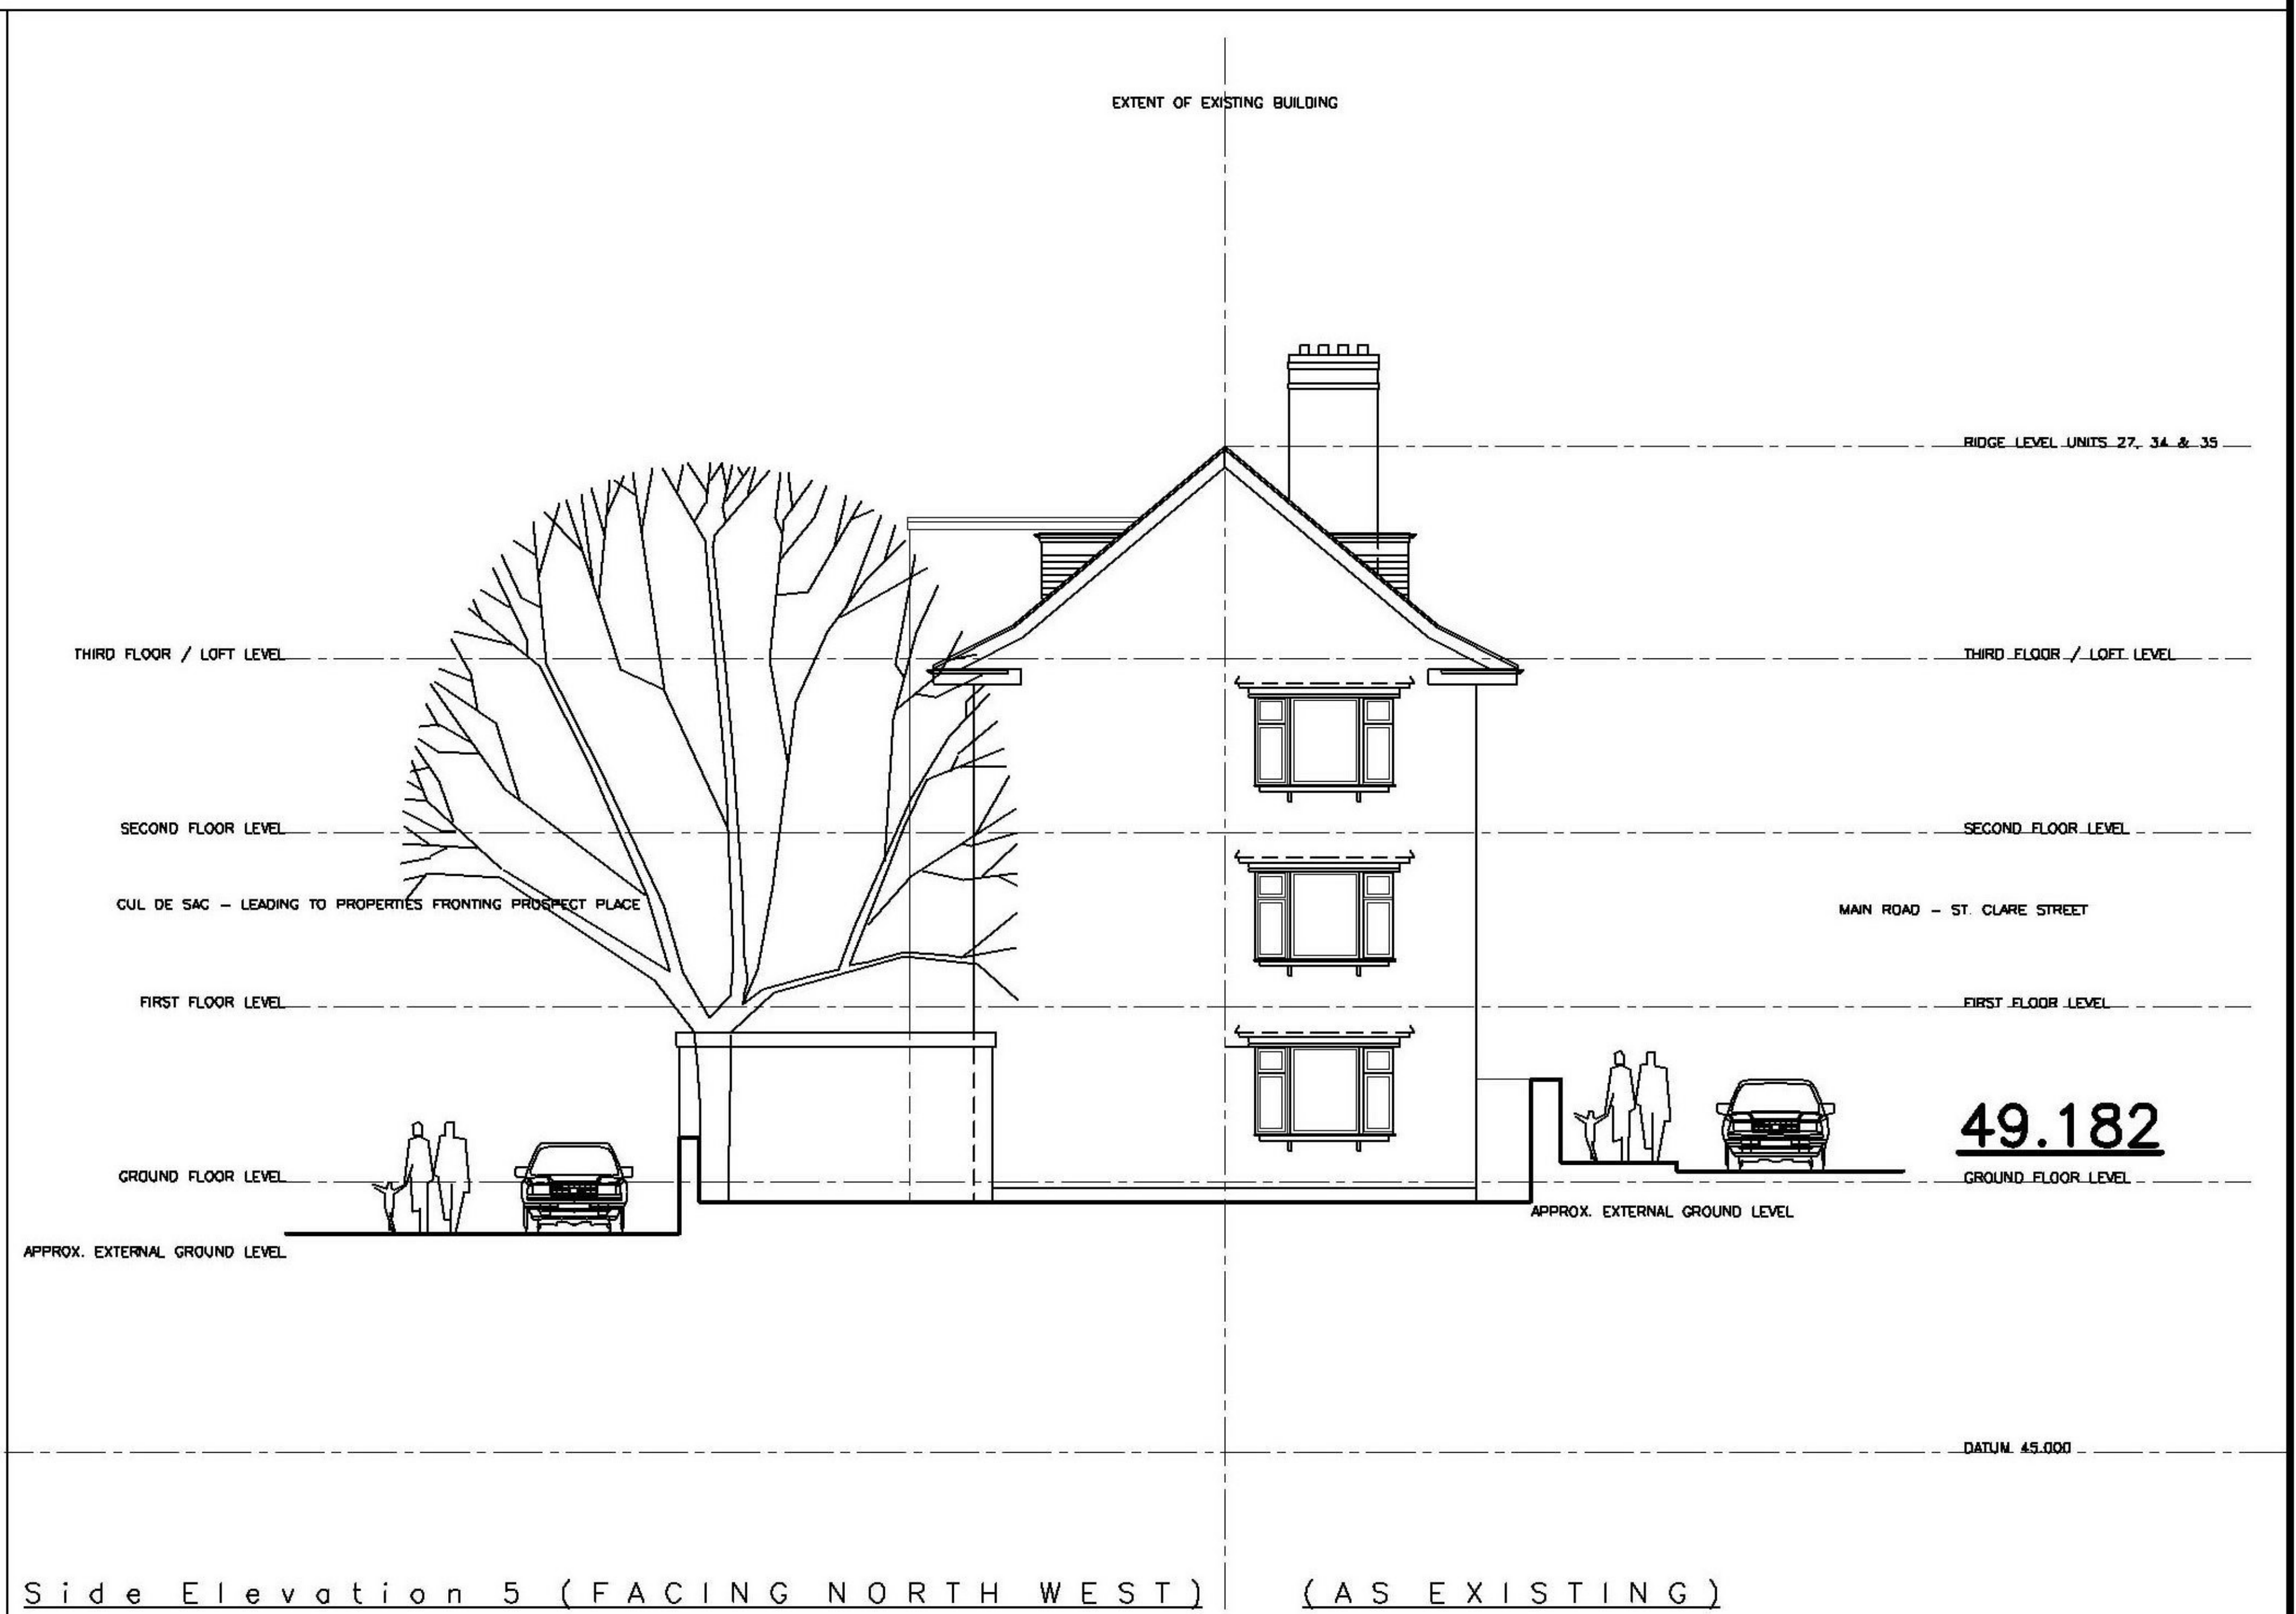 EXTENT OF EXISTING BUILDING
RIDGE LEVEL UNITS 27, 34 & 35
THIRD FLOOR / LOFT LEVEL
THIRD FLOOR / LOFT LEVEL
SECOND FLOOR LEVEL
SECOND FLOOR LEVEL
CUL DE SAC - LEADING TO PROPERTIES FRONTING PROSPECT PLACE
MAIN ROAD - ST. CLARE STREET
FIRST FLOOR LEVEL
FIRST FLOOR LEVEL
49.182
GROUND FLOOR LEVEL
GROUND FLOOR LEVEL
APPROX. EXTERNAL GROUND LEVEL
APPROX. EXTERNAL GROUND LEVEL
DATUM 45.000
Side Elevation 5 (FACING NORTH WEST) (AS EXISTING)